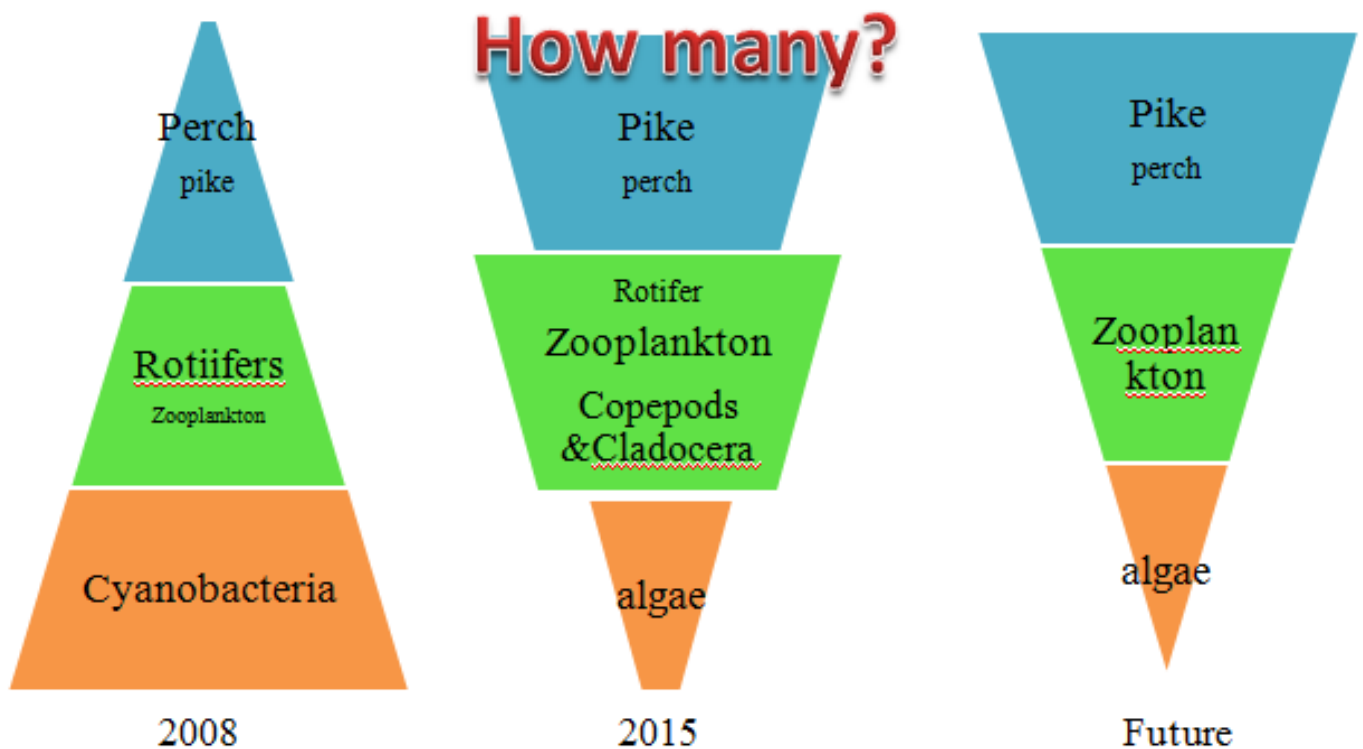 How many?
Perch
pike
Rotiifers
Zooplankton
Cyanobacteria
2008
Pike
perch
Rotifer
Zooplankton
Copepods
&Cladocera
algae
2015
Pike
perch
Zooplan
kton
algae
Future